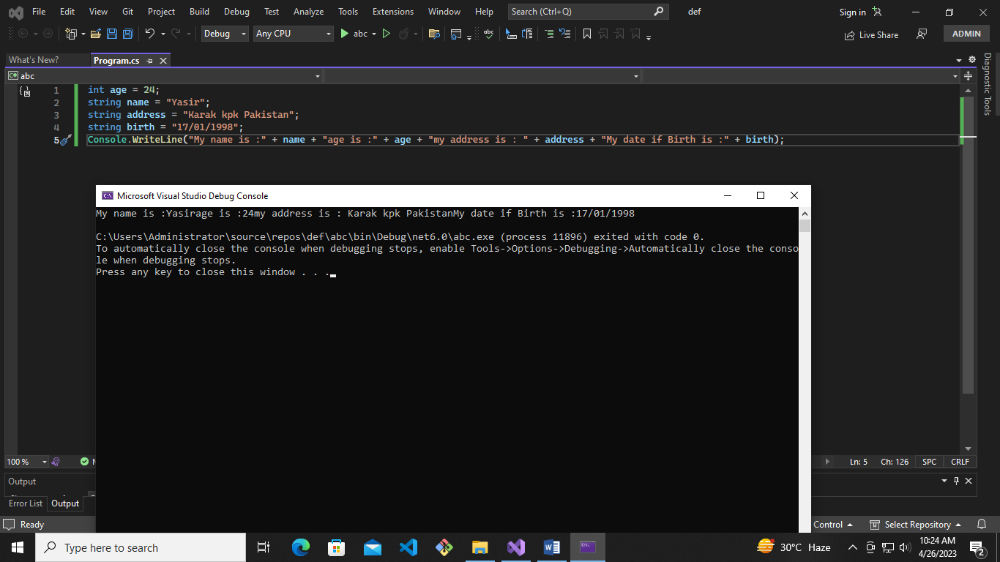 File Edit View Git Project Build Debug Test Analyze Tools Extensions Window Help Search (Ctrl+Q) def Sign in
Debug Any CPU abc Live Share ADMIN
What's New? Program.cs
C# abc
Diagnostic Tools
1 int age = 24;
2 string name = "Yasir";
3 string address = "Karak kpk Pakistan";
4 string birth = "17/01/1998";
5 Console.WriteLine("My name is :" + name + "age is :" + age + "my address is : " + address + "My date if Birth is :" + birth);
Microsoft Visual Studio Debug Console
My name is :Yasirage is :24my address is : Karak kpk PakistanMy date if Birth is :17/01/1998
C:\Users\Administrator\source\repos\def\abc\bin\Debug\net6.0\abc.exe (process 11896) exited with code 0.
To automatically close the console when debugging stops, enable Tools->Options->Debugging->Automatically close the conso
le when debugging stops.
Press any key to close this window . . .
100 % Ln: 5 Ch: 126 SPC CRLF
Output
Error List Output
Ready Control Select Repository
Type here to search
30°C Haze
10:24 AM
4/26/2023
2